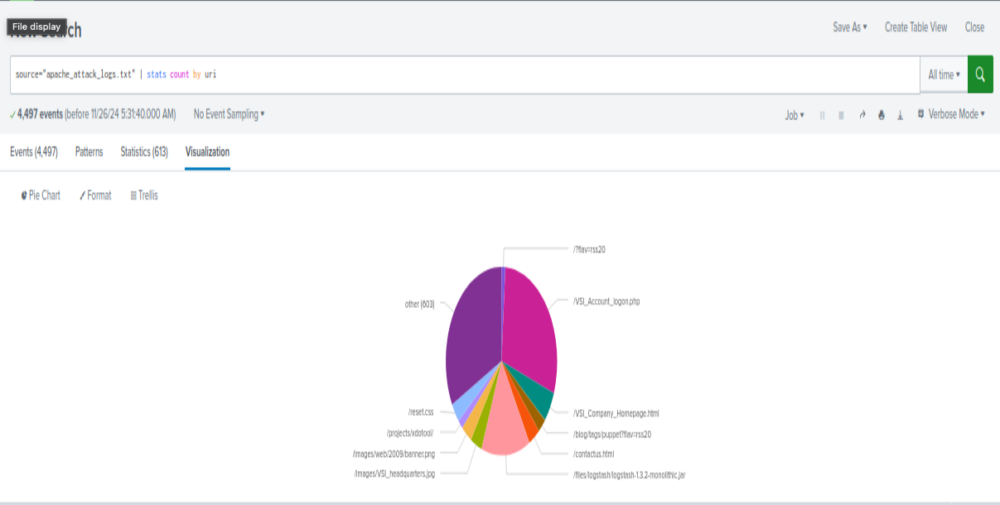 File display
Search
Save As
Create Table View
Close
source="apache_attack_logs.txt" | stats count by uri
All time
4,497 events (before 11/26/24 5:31:40.000 AM)
No Event Sampling
Job
Verbose Mode
Events (4,497)
Patterns
Statistics (613)
Visualization
Pie Chart
Format
Trellis
/?flav=rss20
other (603)
/VSI_Account_logon.php
/reset.css
/VSI_Company_Homepage.html
/projects/xdotool/
/blog/tags/puppet?flav=rss20
/images/web/2009/banner.png
/contactus.html
/images/VSI_headquarters.jpg
/files/logstash/logstash-1.3.2-monolithic.jar